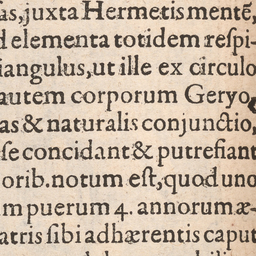 as, juxta Hermetis mentẽ,
d elementa totidem respi-
iangulus, ut ille ex circulo
autem corporum Geryo
as & naturalis conjunctio,
se concidant & putrefiant
orib. notum est, quod uno
m puerum 4. annorum æ-
atris sibi adhærentis caput